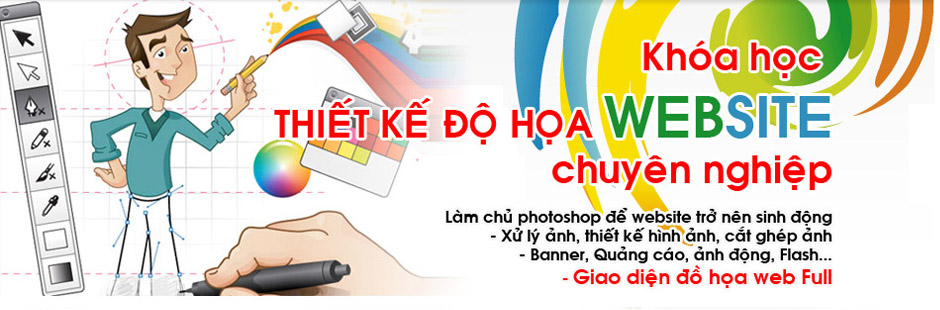 Khóa học
THIẾT KẾ ĐỘ HỌA WEBSITE
chuyên nghiệp
Làm chủ photoshop để website trở nên sinh động
- Xử lý ảnh, thiết kế hình ảnh, cắt ghép ảnh
- Banner, Quảng cáo, ảnh động, Flash...
- Giao diện đồ họa web Full